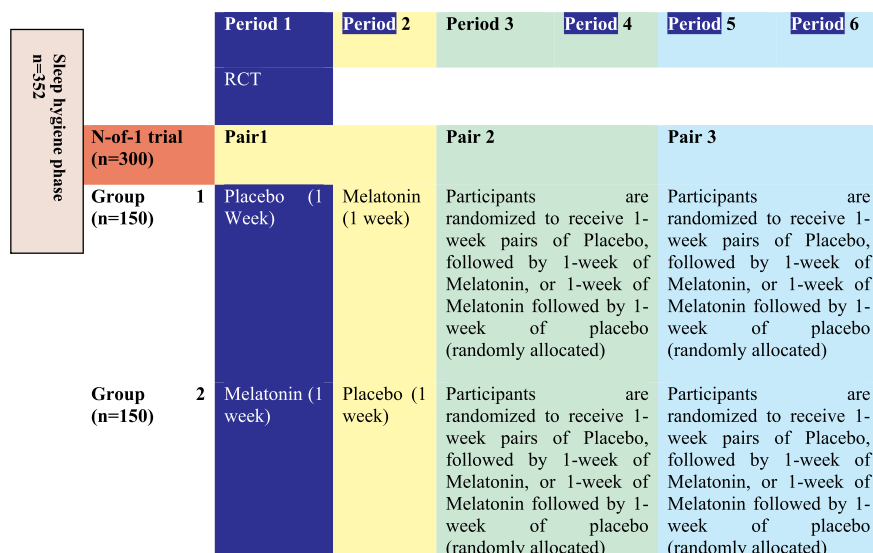 Sleep hygiene phase
n=352
Period 1
Period 2
Period 3
Period 4
Period 5
Period 6
RCT
N-of-1 trial
(n=300)
Pair1
Pair 2
Pair 3
Group 1
(n=150)
Placebo (1
Week)
Melatonin
(1 week)
Participants are
randomized to receive 1-
week pairs of Placebo,
followed by 1-week of
Melatonin, or 1-week of
Melatonin followed by 1-
week of placebo
(randomly allocated)
Participants are
randomized to receive 1-
week pairs of Placebo,
followed by 1-week of
Melatonin, or 1-week of
Melatonin followed by 1-
week of placebo
(randomly allocated)
Group 2
(n=150)
Melatonin (1
week)
Placebo (1
week)
Participants are
randomized to receive 1-
week pairs of Placebo,
followed by 1-week of
Melatonin, or 1-week of
Melatonin followed by 1-
week of placebo
(randomly allocated)
Participants are
randomized to receive 1-
week pairs of Placebo,
followed by 1-week of
Melatonin, or 1-week of
Melatonin followed by 1-
week of placebo
(randomly allocated)